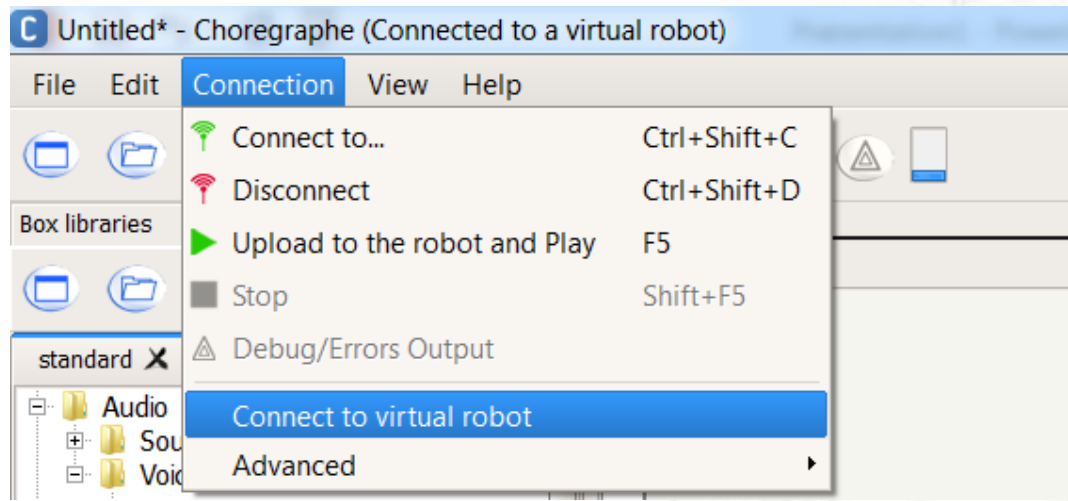 Untitled* - Choregraphe (Connected to a virtual robot)
File Edit Connection View Help
Connect to... Ctrl+Shift+C
Disconnect Ctrl+Shift+D
Box libraries
Upload to the robot and Play F5
Stop Shift+F5
standard
Debug/Errors Output
Audio
Connect to virtual robot
Sou
Voic
Advanced